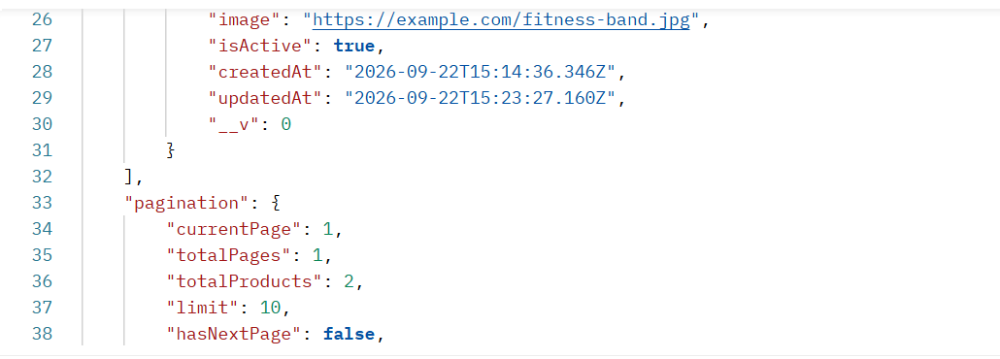 26 "image": "https://example.com/fitness-band.jpg",
27 "isActive": true,
28 "createdAt": "2026-09-22T15:14:36.346Z",
29 "updatedAt": "2026-09-22T15:23:27.160Z",
30 "__v": 0
31 }
32 ],
33 "pagination": {
34 "currentPage": 1,
35 "totalPages": 1,
36 "totalProducts": 2,
37 "limit": 10,
38 "hasNextPage": false,